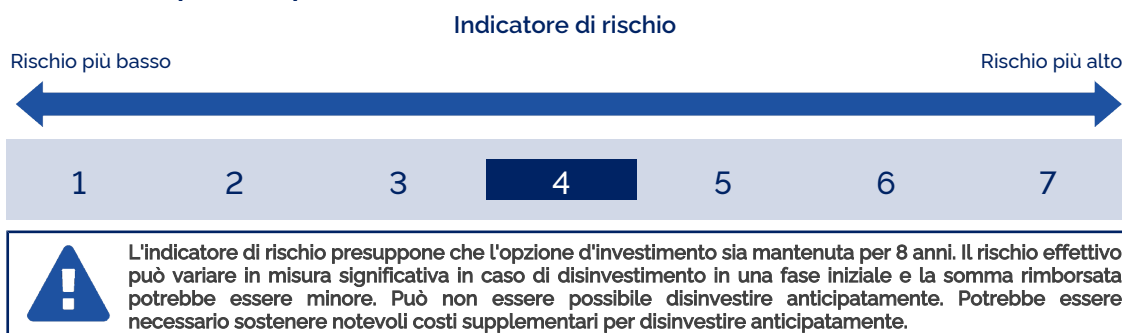 Indicatore di rischio
Rischio più basso Rischio più alto
1 2 3 4 5 6 7
L'indicatore di rischio presuppone che l'opzione d'investimento sia mantenuta per 8 anni. Il rischio effettivo
può variare in misura significativa in caso di disinvestimento in una fase iniziale e la somma rimborsata
potrebbe essere minore. Può non essere possibile disinvestire anticipatamente. Potrebbe essere
necessario sostenere notevoli costi supplementari per disinvestire anticipatamente.